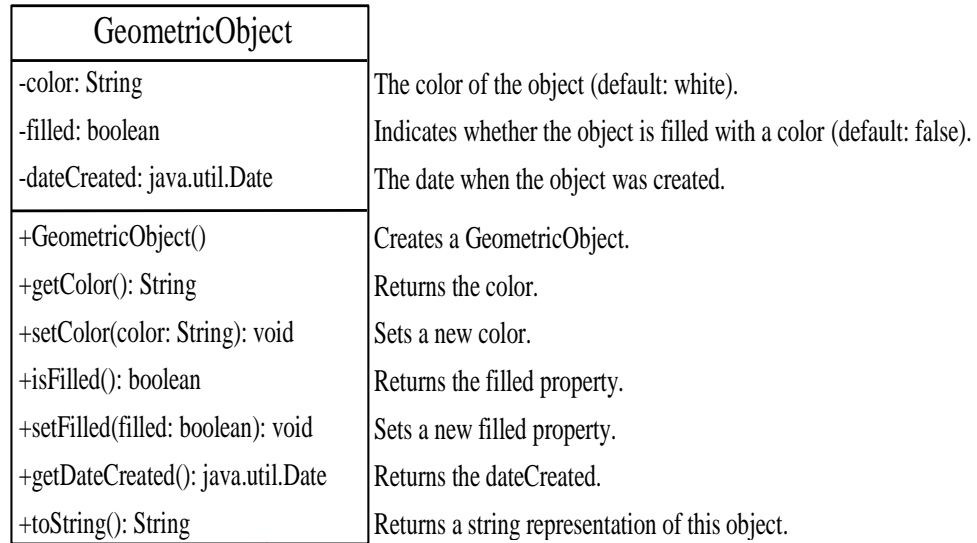 GeometricObject
-color: String The color of the object (default: white).
-filled: boolean Indicates whether the object is filled with a color (default: false).
-dateCreated: java.util.Date The date when the object was created.
+GeometricObject() Creates a GeometricObject.
+getColor(): String Returns the color.
+setColor(color: String): void Sets a new color.
+isFilled(): boolean Returns the filled property.
+setFilled(filled: boolean): void Sets a new filled property.
+getDateCreated(): java.util.Date Returns the dateCreated.
+toString(): String Returns a string representation of this object.